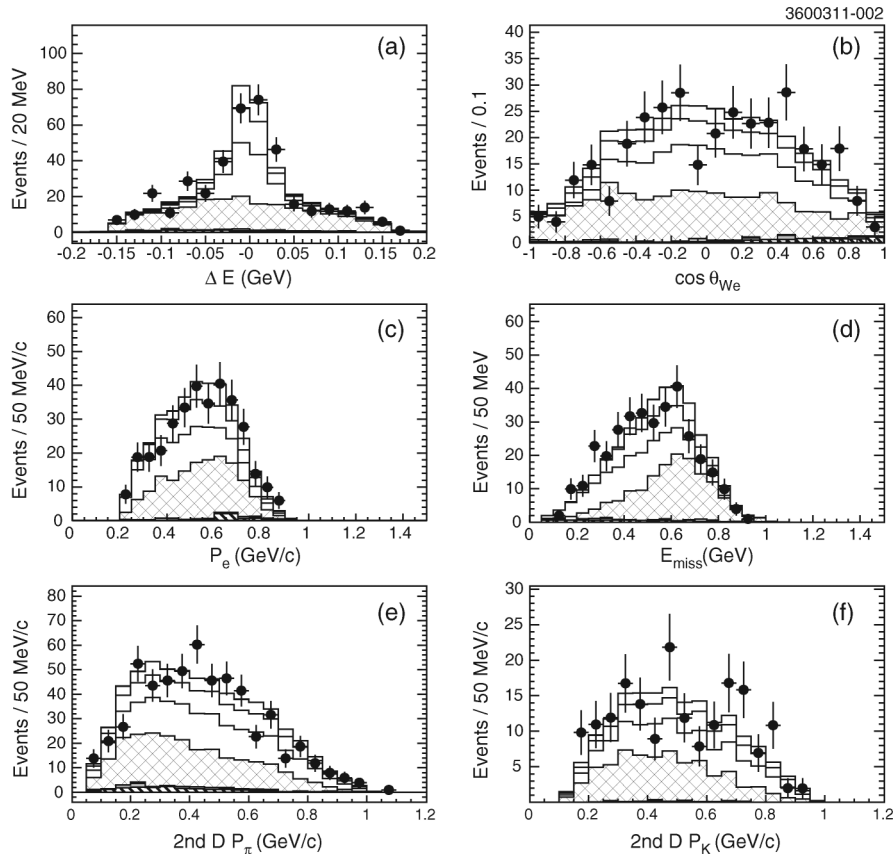 3600311-002
(a)
Events / 20 MeV
100
80
60
40
20
0
-0.2 -0.15 -0.1 -0.05 0 0.05 0.1 0.15 0.2
Δ E (GeV)
(b)
Events / 0.1
40
35
30
25
20
15
10
5
0
-1 -0.8 -0.6 -0.4 -0.2 0 0.2 0.4 0.6 0.8 1
cos θWe
(c)
Events / 50 MeV/c
60
50
40
30
20
10
0
0 0.2 0.4 0.6 0.8 1 1.2 1.4
Pe (GeV/c)
(d)
Events / 50 MeV
60
50
40
30
20
10
0
0 0.2 0.4 0.6 0.8 1 1.2 1.4
Emiss(GeV)
(e)
Events / 50 MeV/c
80
70
60
50
40
30
20
10
0
0 0.2 0.4 0.6 0.8 1 1.2
2nd D Pπ (GeV/c)
(f)
Events / 50 MeV/c
30
25
20
15
10
5
0 0.2 0.4 0.6 0.8 1 1.2
2nd D PK (GeV/c)